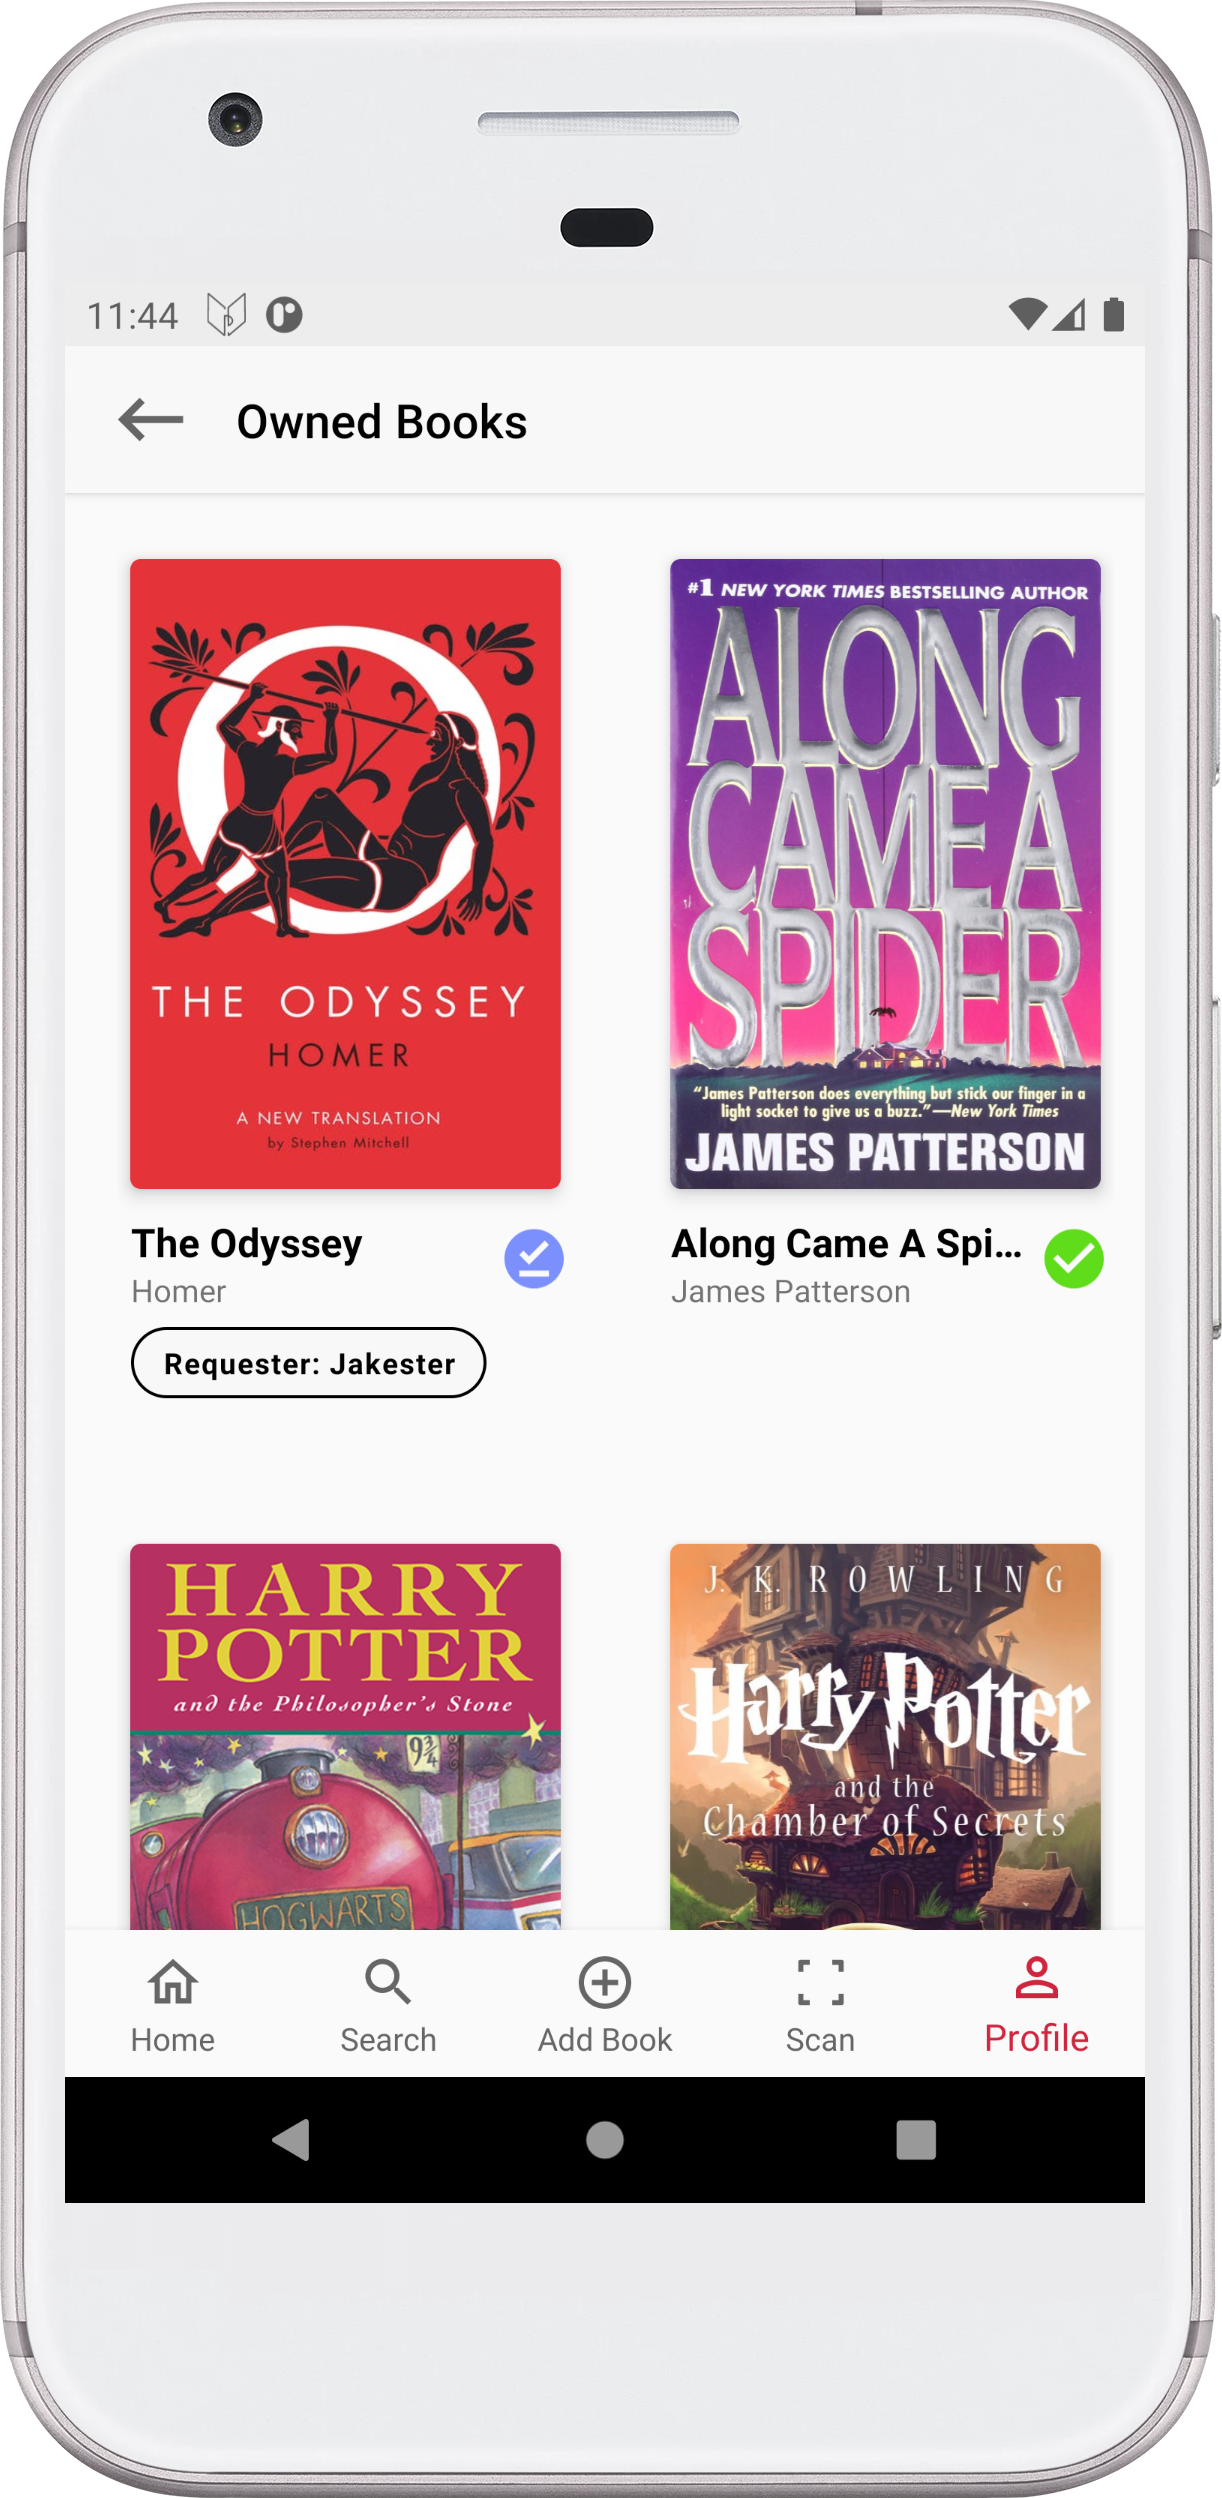 11:44
Owned Books
THE ODYSSEY
HOMER
A NEW TRANSLATION
by Stephen Mitchell
#1 NEW YORK TIMES BESTSELLING AUTHOR
ALONG
CAME A
SPIDER
“James Patterson does everything but stick our finger in a
light socket to give us a buzz.”—New York Times
JAMES PATTERSON
The Odyssey
Homer
Requester: Jakester
Along Came A Spi...
James Patterson
HARRY
POTTER
and the Philosopher's Stone
9¾
HOGWARTS
J. K. ROWLING
Harry Potter
and the
Chamber of Secrets
Home
Search
Add Book
Scan
Profile